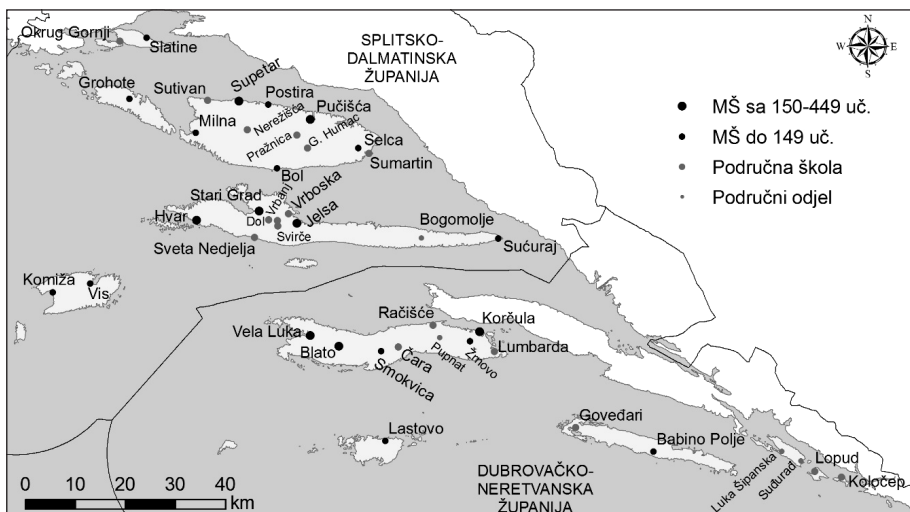 Okrug Gornji
Slatine
SPLITSKO-
DALMATINSKA
ŽUPANIJA
N
W
E
S
Grohote
Sutivan
Supetar
Postira
Pučišća
Nerežišća
Milna
Pražnica
G. Humac
Selca
Sumartin
Bol
MŠ sa 150-449 uč.
MŠ do 149 uč.
Područna škola
Područni odjel
Stari Grad
Vrbanj
Vrboska
Hvar
Dol
Jelsa
Svirče
Bogomolje
Sveta Nedjelja
Sućuraj
Komiža
Vis
Račišće
Korčula
Vela Luka
Blato
Pupnat
Žrnovo
Lumbarda
Čara
Smokvica
Lastovo
Goveđari
Babino Polje
Luka Šipanska
Suđurađ
Lopud
Koločep
DUBROVAČKO-
NERETVANSKA
ŽUPANIJA
0 10 20 30 40
km